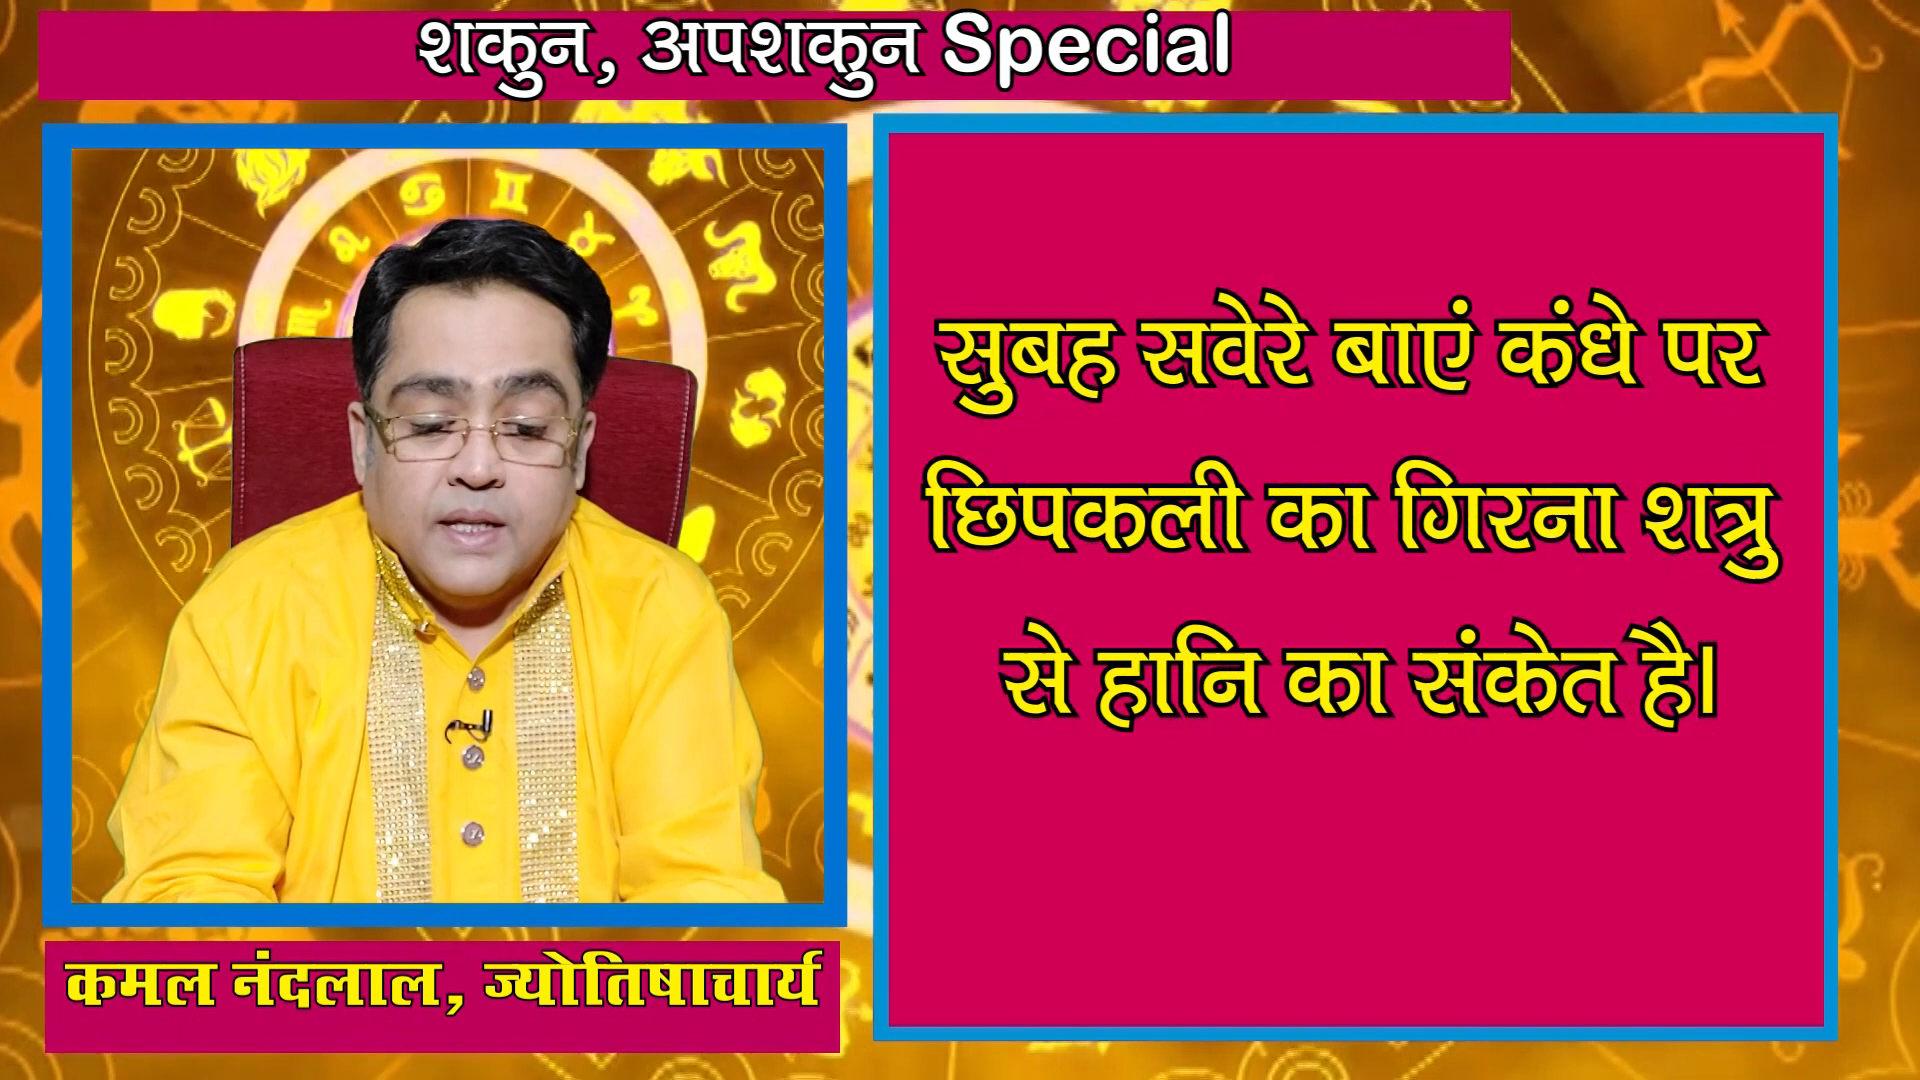 शकुन, अपशकुन Special
सुबह सवेरे बाएं कंधे पर
छिपकली का गिरना शत्रु
से हानि का संकेत है।
कमल नंदलाल, ज्योतिषाचार्य